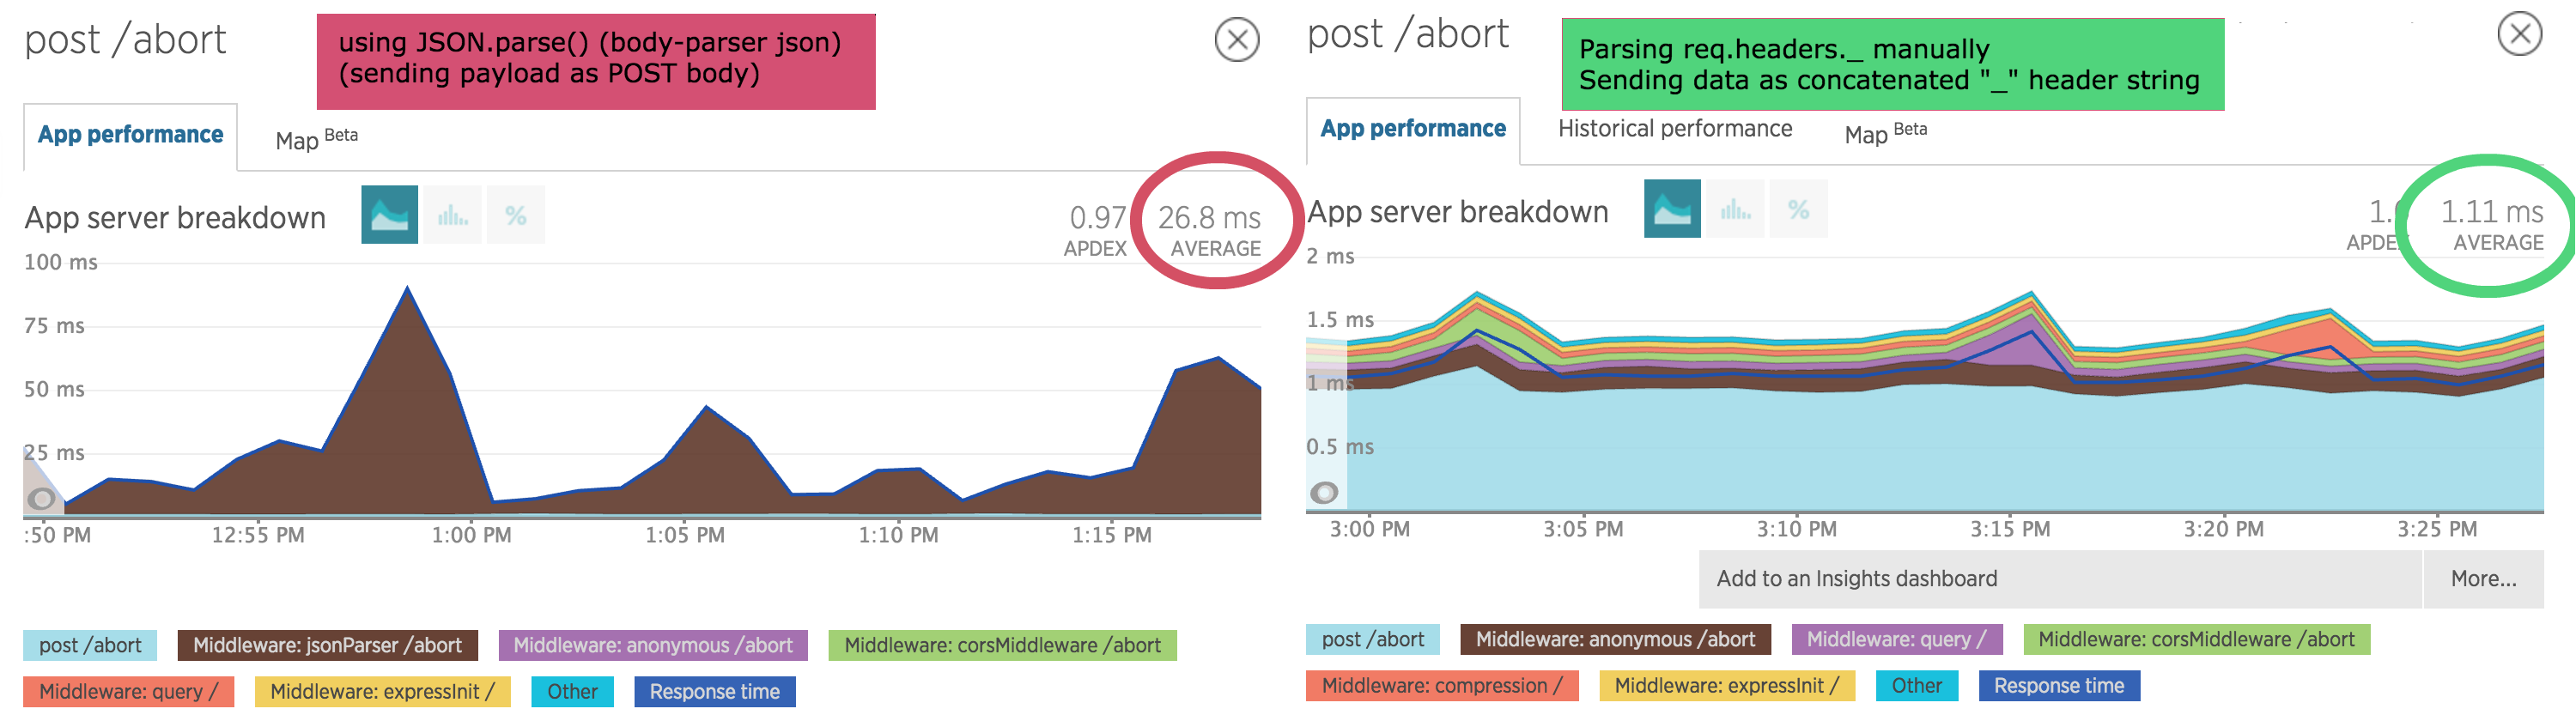 post /abort
using JSON.parse() (body-parser json)
(sending payload as POST body)
App performance
Map Beta
App server breakdown
%
0.97
APDEX
26.8 ms
AVERAGE
100 ms
75 ms
50 ms
25 ms
:50 PM
12:55 PM
1:00 PM
1:05 PM
1:10 PM
1:15 PM
post /abort
Middleware: jsonParser /abort
Middleware: anonymous /abort
Middleware: corsMiddleware /abort
Middleware: query /
Middleware: expressInit /
Other
Response time
post /abort
Parsing req.headers._ manually
Sending data as concatenated "_" header string
App performance
Historical performance
Map Beta
App server breakdown
%
1.11 ms
AVERAGE
2 ms
1.5 ms
1 ms
0.5 ms
3:00 PM
3:05 PM
3:10 PM
3:15 PM
3:20 PM
3:25 PM
Add to an Insights dashboard
More...
post /abort
Middleware: anonymous /abort
Middleware: query /
Middleware: corsMiddleware /abort
Middleware: compression /
Middleware: expressInit /
Other
Response time